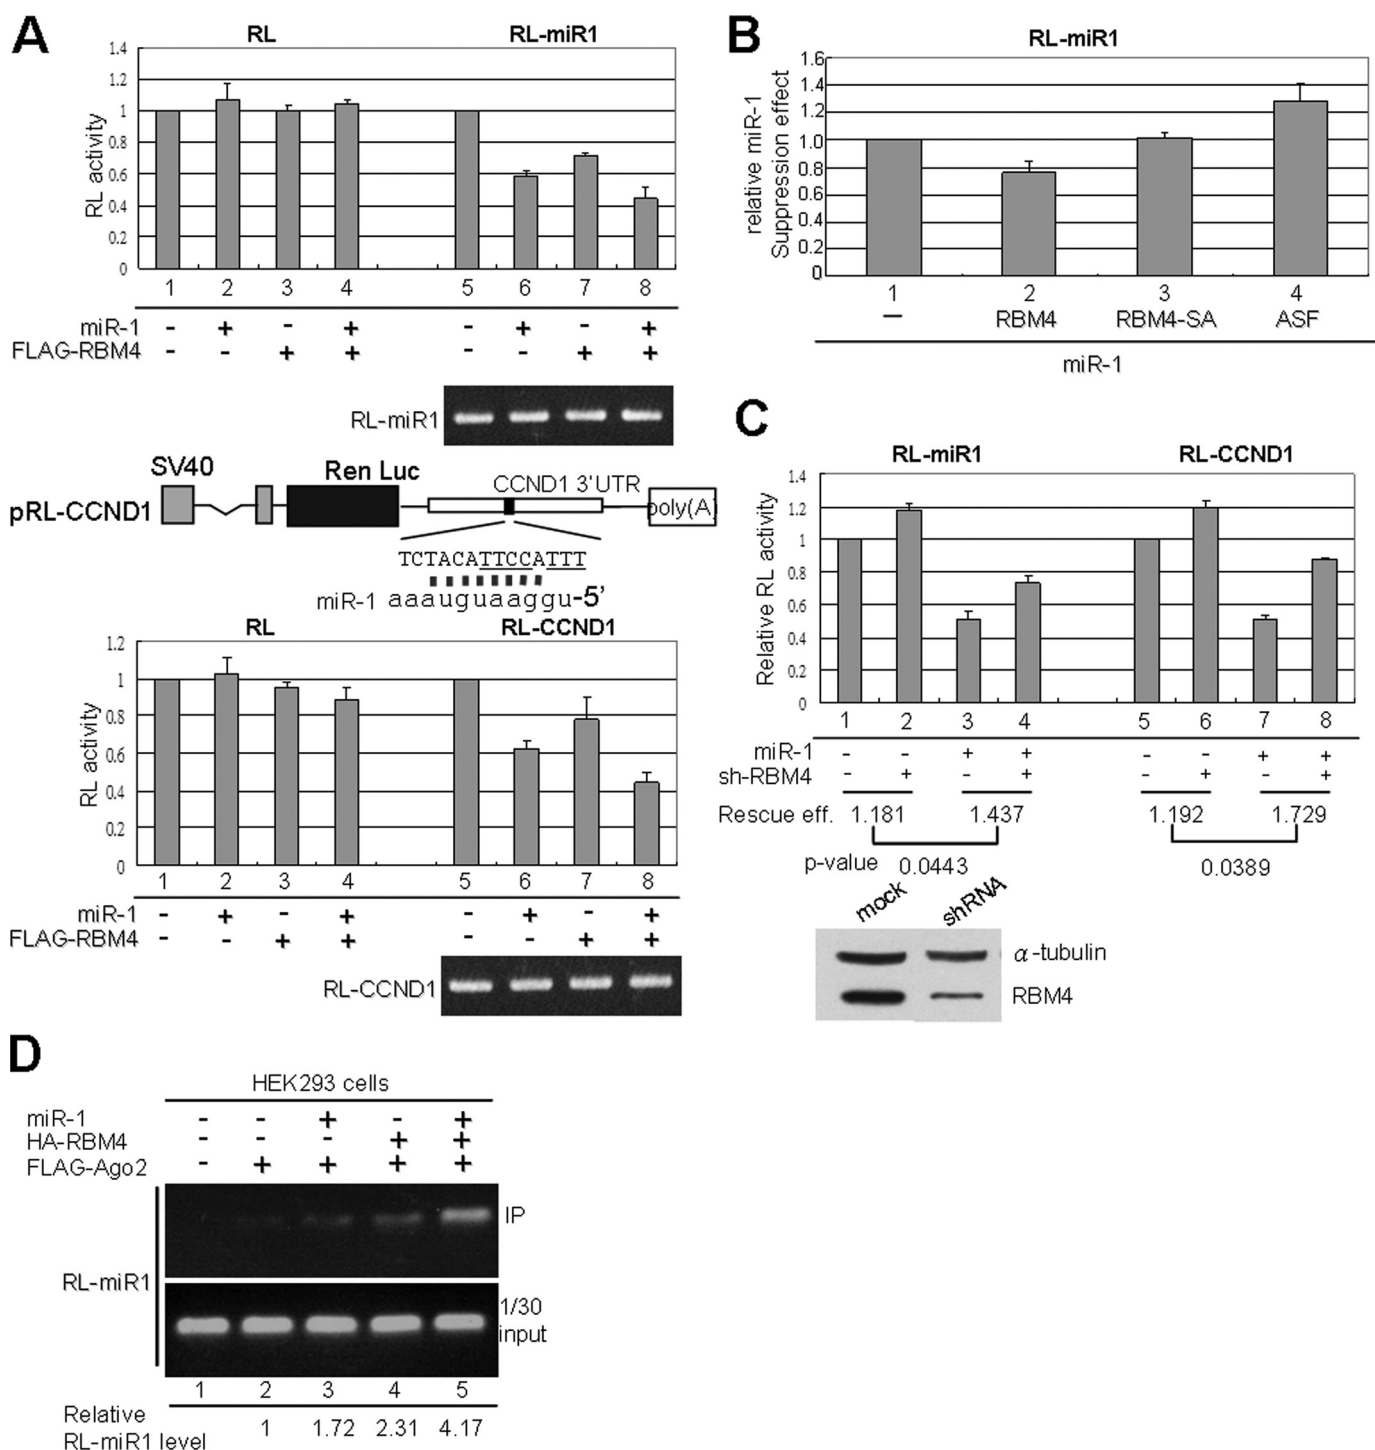 A
RL RL-miR1
1.4
1.2
1
0.8
0.6
0.4
0.2
0
RL activity
1 2 3 4 5 6 7 8
miR-1 - + - + - + - +
FLAG-RBM4 - - + + - - + +
RL-miR1
SV40 Ren Luc CCND1 3'UTR
pRL-CCND1 poly(A)
TCTACATTCCATTT
miR-1 aaauguaaggu-5'
RL RL-CCND1
1.2
1
0.8
0.6
0.4
0.2
0
RL activity
1 2 3 4 5 6 7 8
miR-1 - + - + - + - +
FLAG-RBM4 - - + + - - + +
RL-CCND1
B
RL-miR1
1.6
1.4
1.2
1.0
0.8
0.6
0.4
0.2
0
relative miR-1
Suppression effect
1 2 3 4
– RBM4 RBM4-SA ASF
miR-1
C
RL-miR1 RL-CCND1
1.4
1.2
1
0.8
0.6
0.4
0.2
0
Relative RL activity
1 2 3 4 5 6 7 8
miR-1 - - + + - - + +
sh-RBM4 - + - + - + - +
Rescue eff. 1.181 1.437 1.192 1.729
p-value 0.0443 0.0389
mock shRNA
α-tubulin
RBM4
D
HEK293 cells
miR-1 - - + - +
HA-RBM4 - - - + +
FLAG-Ago2 - + + + +
IP
RL-miR1
1/30
input
1 2 3 4 5
Relative
RL-miR1 level 1 1.72 2.31 4.17